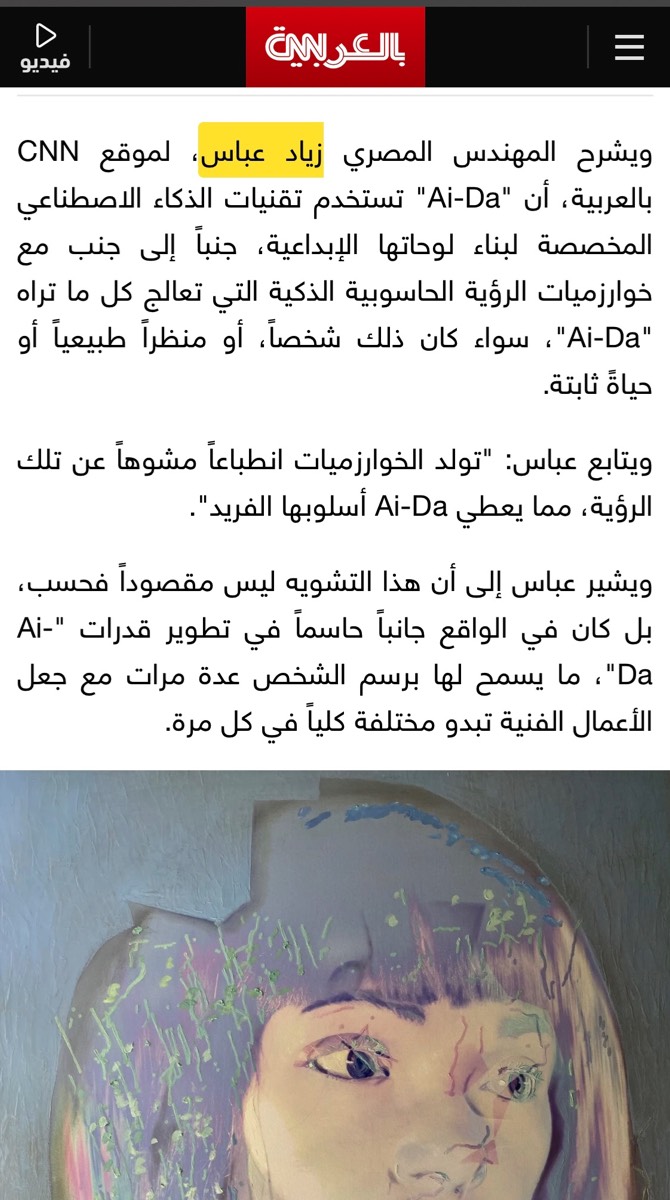 فيديو
CNN بالعربية
ويشرح المهندس المصري زياد عباس، لموقع CNN
بالعربية، أن "Ai-Da" تستخدم تقنيات الذكاء الاصطناعي
المخصصة لبناء لوحاتها الإبداعية، جنباً إلى جنب مع
خوارزميات الرؤية الحاسوبية الذكية التي تعالج كل ما تراه
"Ai-Da"، سواء كان ذلك شخصاً، أو منظراً طبيعياً أو
حياةً ثابتة.
ويتابع عباس: "تولد الخوارزميات انطباعاً مشوهاً عن تلك
الرؤية، مما يعطي Ai-Da أسلوبها الفريد".
ويشير عباس إلى أن هذا التشويه ليس مقصوداً فحسب،
بل كان في الواقع جانباً حاسماً في تطوير قدرات "Ai-
Da"، ما يسمح لها برسم الشخص عدة مرات مع جعل
الأعمال الفنية تبدو مختلفة كلياً في كل مرة.